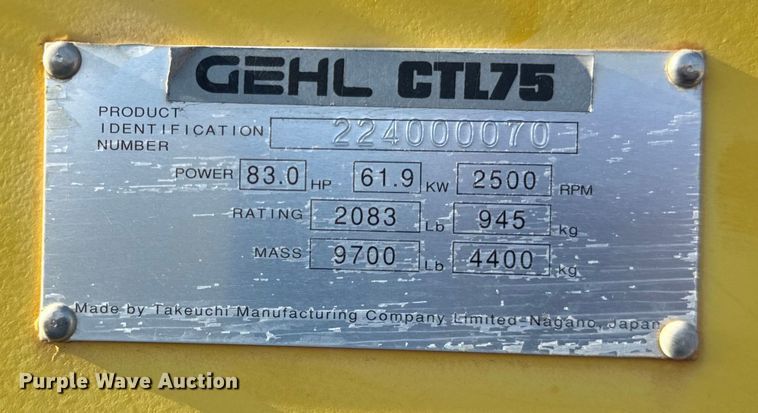 GEHL CTL75
PRODUCT
IDENTIFICATION
NUMBER
224000070
POWER 83.0 HP 61.9 KW 2500 RPM
RATING 2083 Lb 945 kg
MASS 9700 Lb 4400 kg
Made by Takeuchi Manufacturing Company Limited Nagano, Japan
Purple Wave Auction